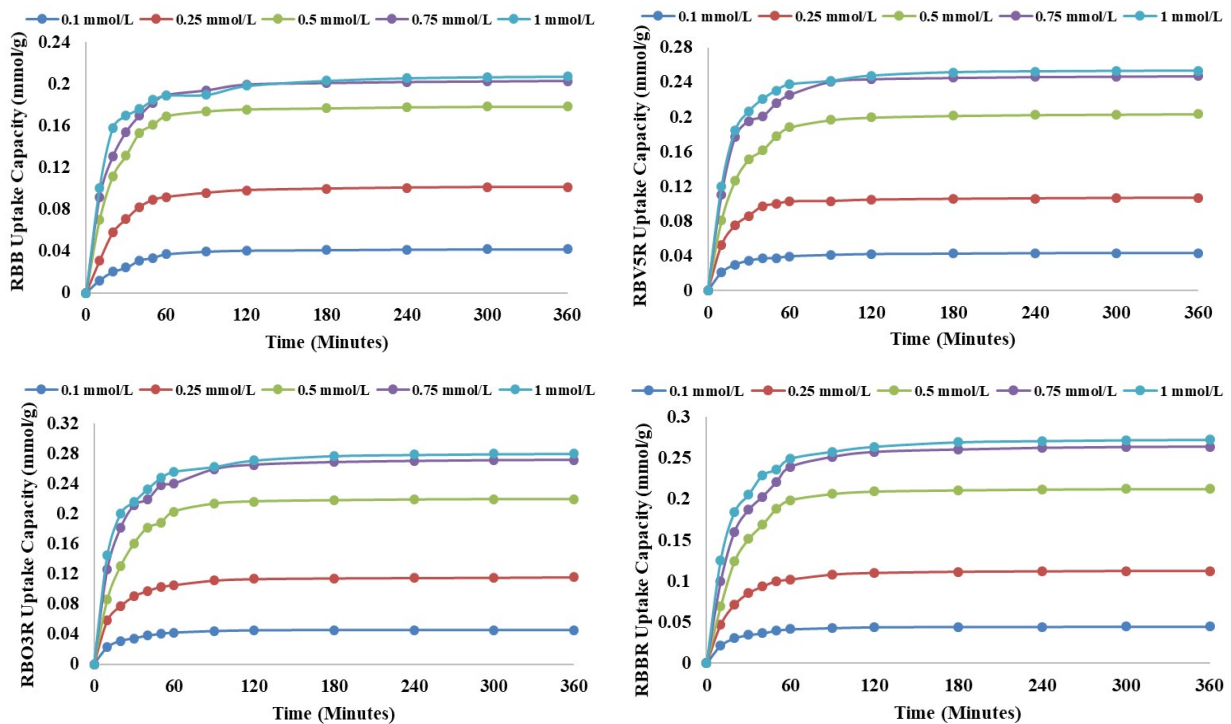 0.1 mmol/L 0.25 mmol/L 0.5 mmol/L 0.75 mmol/L 1 mmol/L
RBB Uptake Capacity (mmol/g)
0.24
0.2
0.16
0.12
0.08
0.04
0
0 60 120 180 240 300 360
Time (Minutes)
0.1 mmol/L 0.25 mmol/L 0.5 mmol/L 0.75 mmol/L 1 mmol/L
RBV5R Uptake Capacity (mmol/g)
0.28
0.24
0.2
0.16
0.12
0.08
0.04
0
0 60 120 180 240 300 360
Time (Minutes)
0.1 mmol/L 0.25 mmol/L 0.5 mmol/L 0.75 mmol/L 1 mmol/L
RBO3R Uptake Capacity (mmol/g)
0.32
0.28
0.24
0.2
0.16
0.12
0.08
0.04
0
0 60 120 180 240 300 360
Time (Minutes)
0.1 mmol/L 0.25 mmol/L 0.5 mmol/L 0.75 mmol/L 1 mmol/L
RBBR Uptake Capacity (mmol/g)
0.3
0.25
0.2
0.15
0.1
0.05
0
0 60 120 180 240 300 360
Time (Minutes)